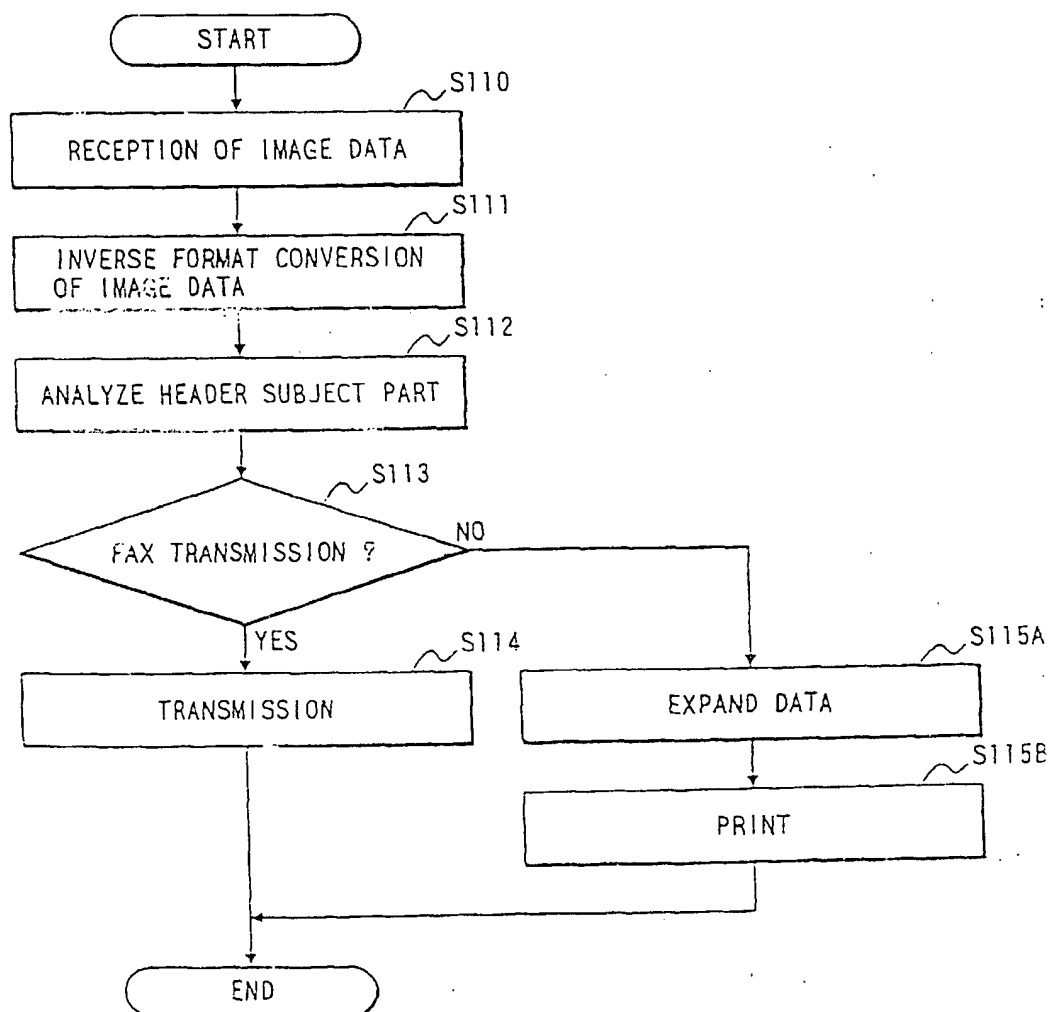 START
S110
RECEPTION OF IMAGE DATA
S111
INVERSE FORMAT CONVERSION
OF IMAGE DATA
S112
ANALYZE HEADER SUBJECT PART
S113
FAX TRANSMISSION ?
NO
YES
S114
TRANSMISSION
S115A
EXPAND DATA
S115B
PRINT
END